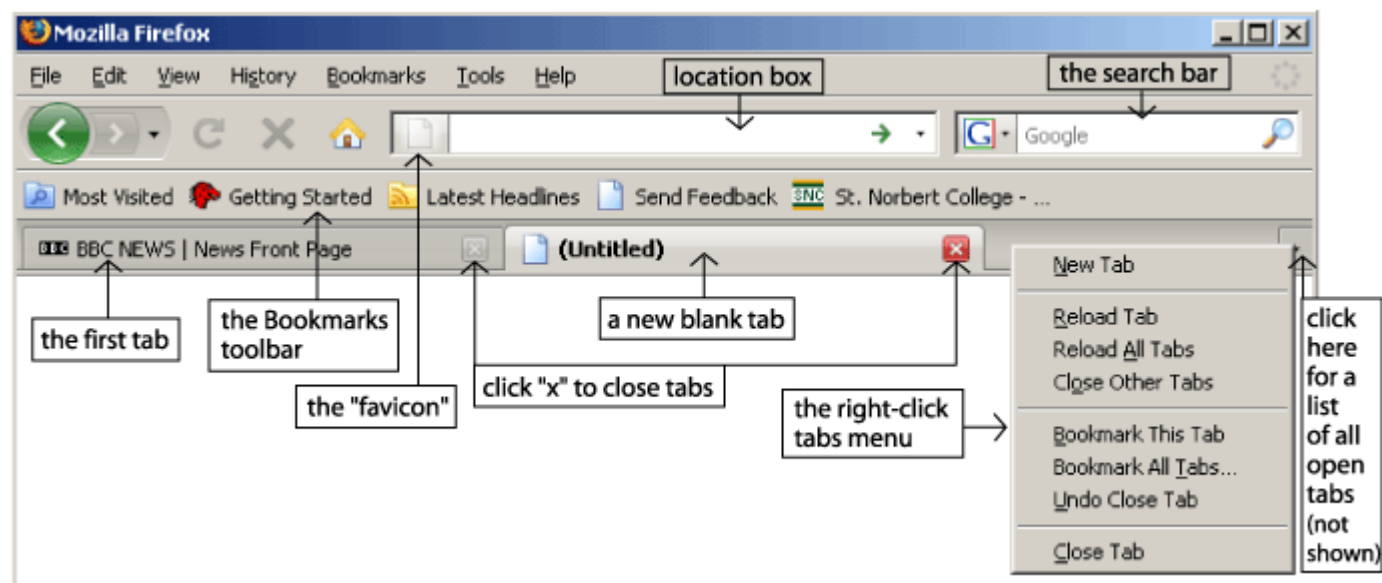 Mozilla Firefox
File Edit View History Bookmarks Tools Help
location box
the search bar
G Google
Most Visited Getting Started Latest Headlines Send Feedback SNC St. Norbert College - ...
BBC BBC NEWS | News Front Page
(Untitled)
the first tab
the Bookmarks
toolbar
the "favicon"
click "x" to close tabs
a new blank tab
the right-click
tabs menu
New Tab
Reload Tab
Reload All Tabs
Close Other Tabs
Bookmark This Tab
Bookmark All Tabs...
Undo Close Tab
Close Tab
click
here
for a
list
of all
open
tabs
(not
shown)